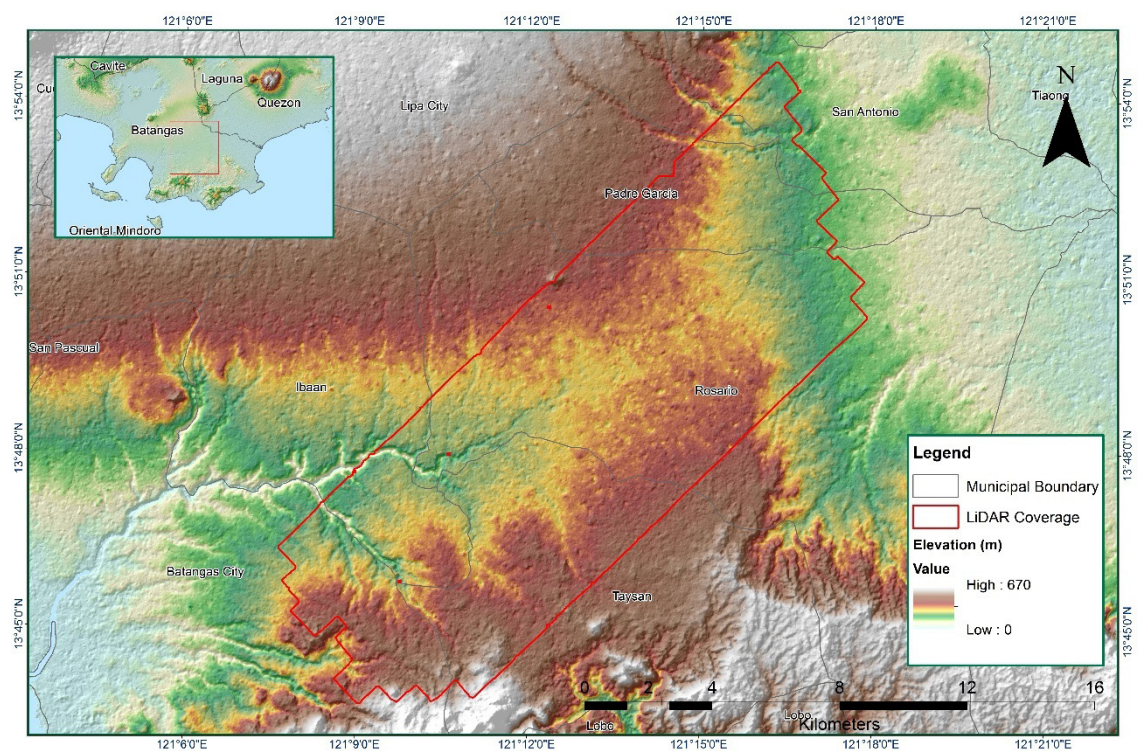 121°6'0"E
121°9'0"E
121°12'0"E
121°15'0"E
121°18'0"E
121°21'0"E
13°54'0"N
13°51'0"N
13°48'0"N
13°45'0"N
13°54'0"N
13°51'0"N
13°48'0"N
13°45'0"N
Cavite
Laguna
Quezon
Batangas
Oriental Mindoro
Lipa City
San Antonio
Tiaong
N
Padre Garcia
San Pascual
Ibaan
Rosario
Batangas City
Taysan
Lobo
Lobo
Legend
Municipal Boundary
LiDAR Coverage
Elevation (m)
Value
High : 670
Low : 0
0 2 4 8 12 16
Kilometers
121°6'0"E
121°9'0"E
121°12'0"E
121°15'0"E
121°18'0"E
121°21'0"E